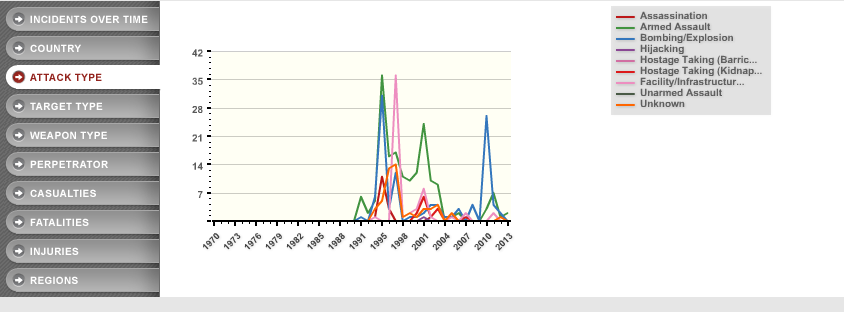 INCIDENTS OVER TIME
COUNTRY
ATTACK TYPE
TARGET TYPE
WEAPON TYPE
PERPETRATOR
CASUALTIES
FATALITIES
INJURIES
REGIONS
42
35
28
21
14
7
1970 1973 1976 1979 1982 1985 1988 1991 1995 1998 2001 2004 2007 2010 2013
Assassination
Armed Assault
Bombing/Explosion
Hijacking
Hostage Taking (Barric...
Hostage Taking (Kidnap...
Facility/Infrastructur...
Unarmed Assault
Unknown